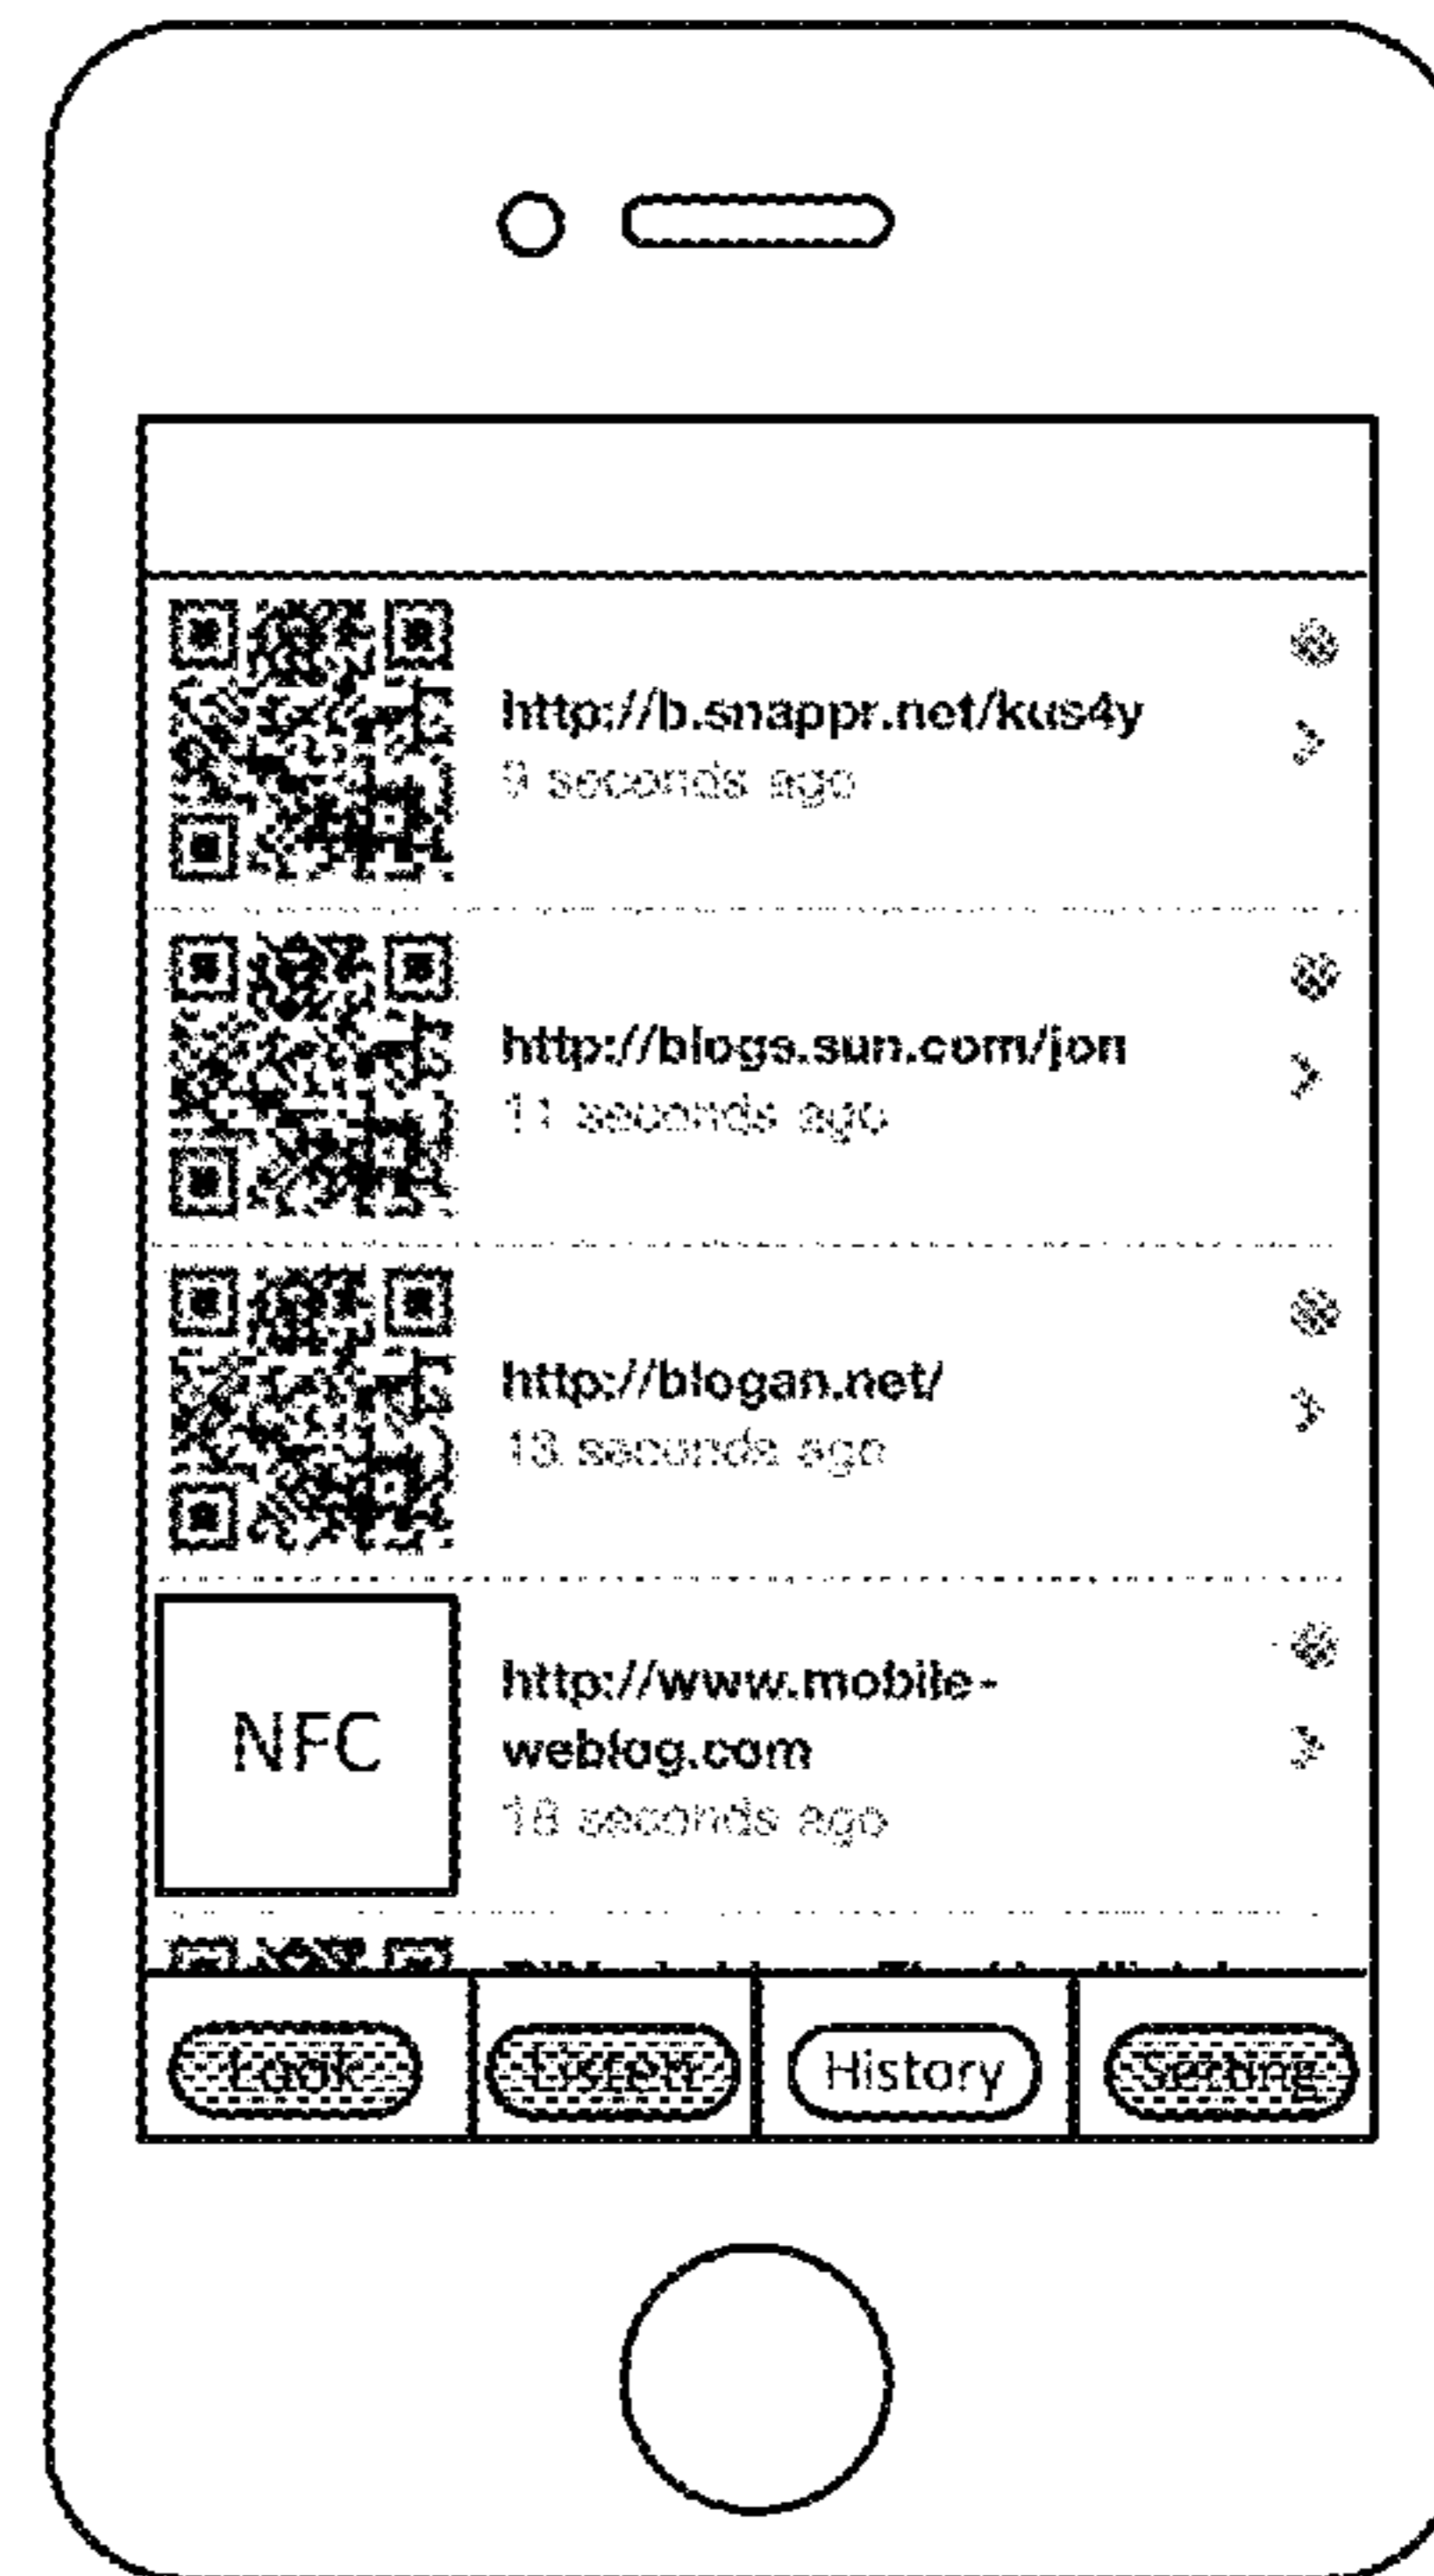 http://b.snappr.net/kus4y
9 seconds ago
http://blogs.sun.com/jon
11 seconds ago
http://blogan.net/
13 seconds ago
NFC
http://www.mobile-
weblog.com
18 seconds ago
Look
Listen
History
Setting